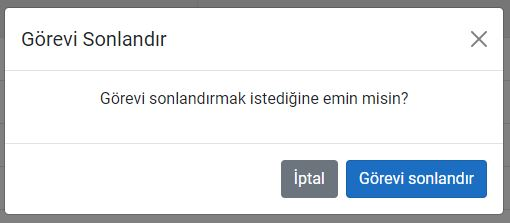 Görevi Sonlandır
Görevi sonlandırmak istediğine emin misin?
İptal
Görevi sonlandır